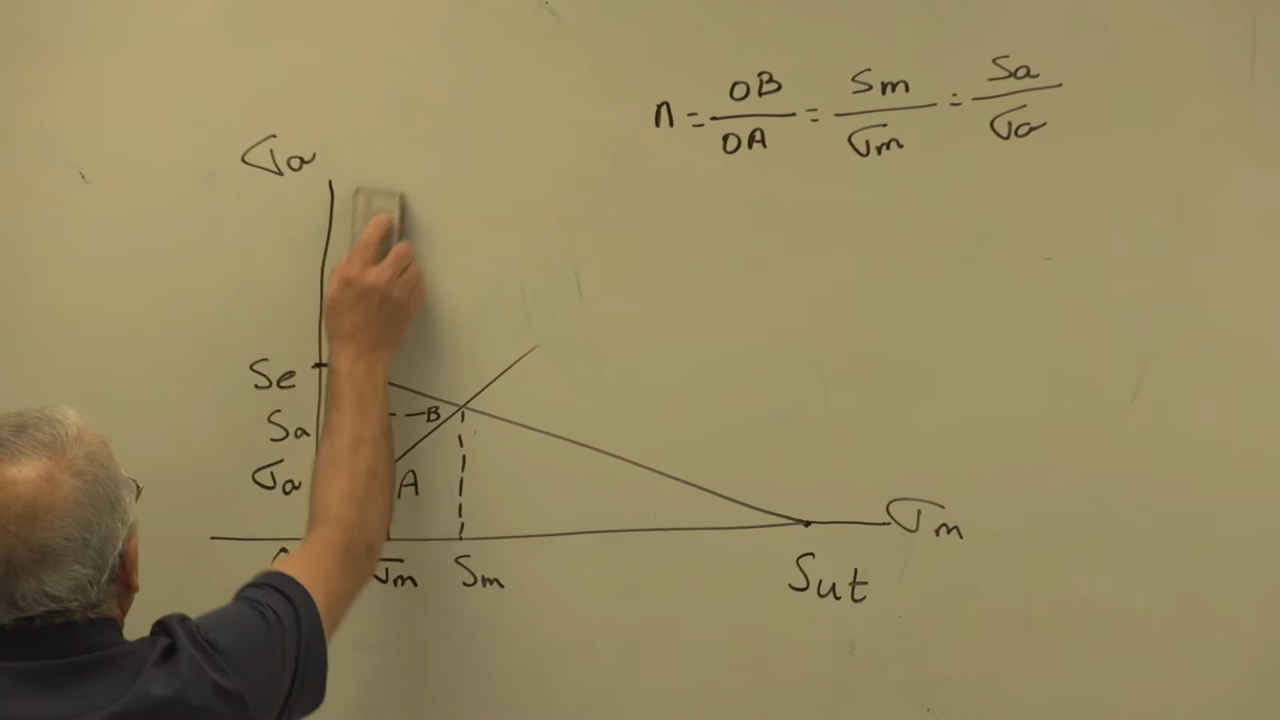 n = OB/OA = Sm/σm = Sa/σa
σa
Se
Sa
B
σa
A
σm
σm Sm
Sut